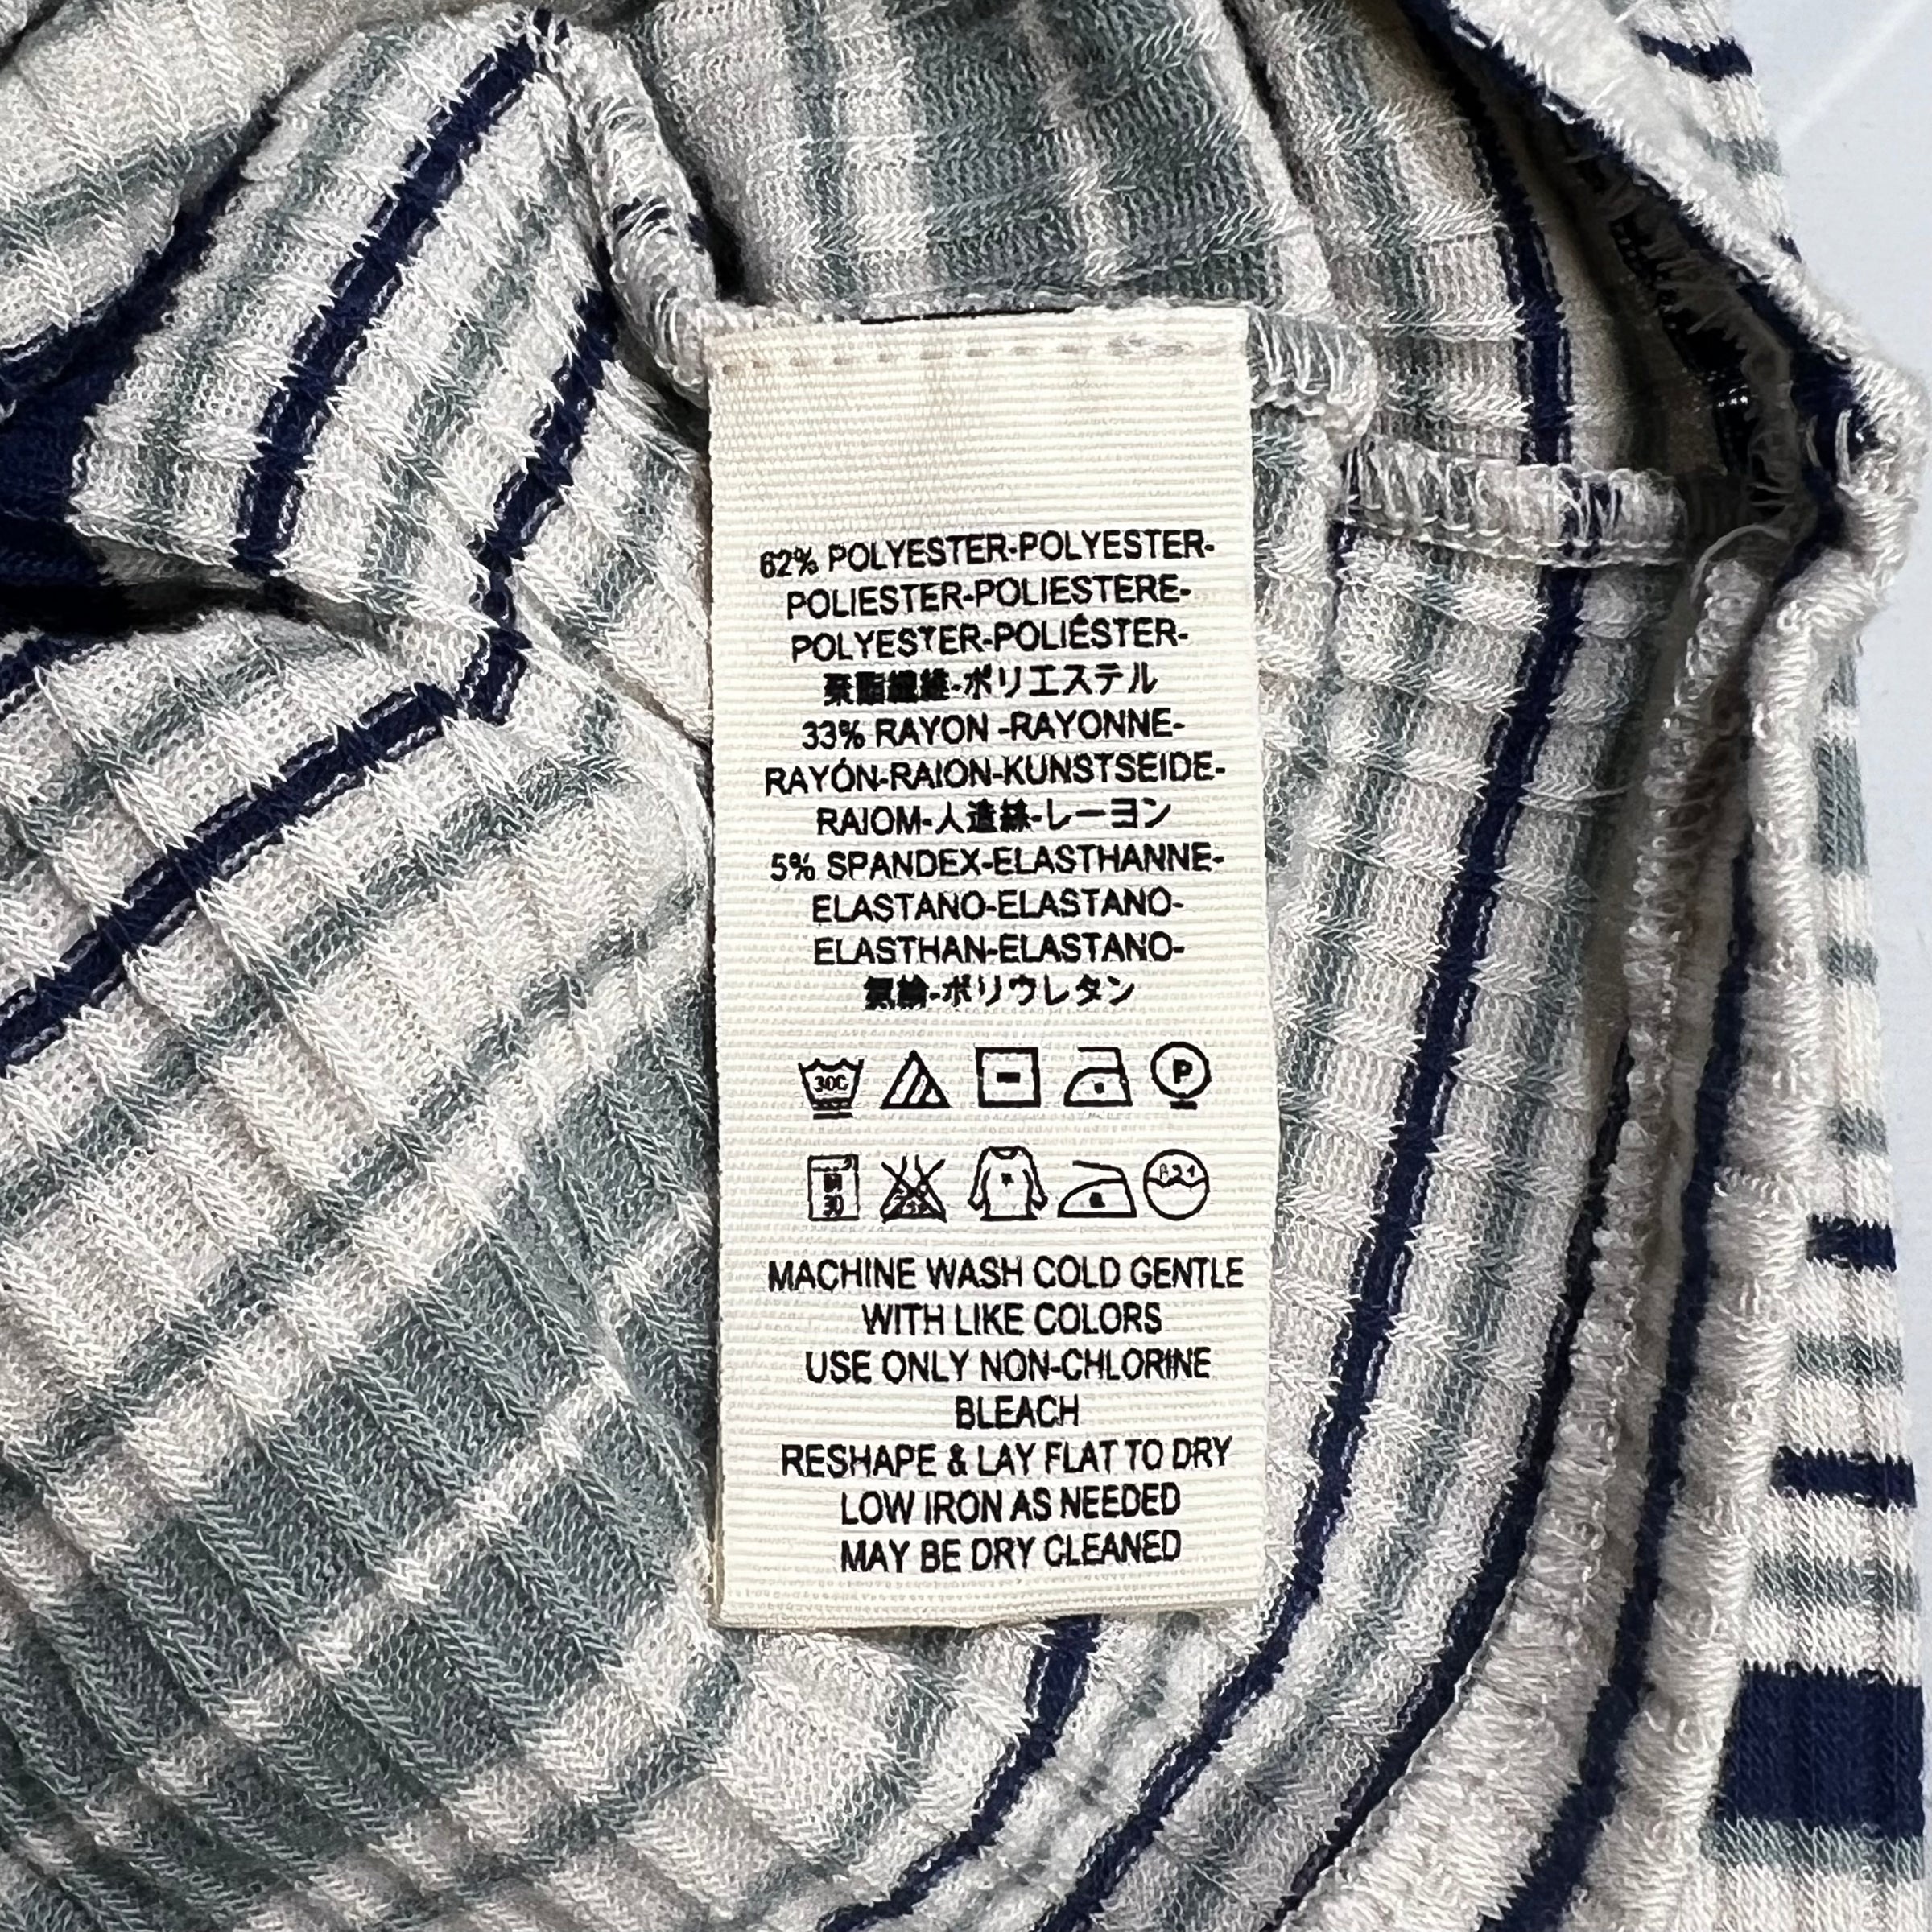 62% POLYESTER-POLYESTER-
POLIESTER-POLIESTERE-
POLYESTER-POLIÉSTER-
聚酯纖維-ポリエステル
33% RAYON -RAYONNE-
RAYÓN-RAION-KUNSTSEIDE-
RAIOM-人造絲-レーヨン
5% SPANDEX-ELASTHANNE-
ELASTANO-ELASTANO-
ELASTHAN-ELASTANO-
-ポリウレタン
30C P
30
MACHINE WASH COLD GENTLE
WITH LIKE COLORS
USE ONLY NON-CHLORINE
BLEACH
RESHAPE & LAY FLAT TO DRY
LOW IRON AS NEEDED
MAY BE DRY CLEANED